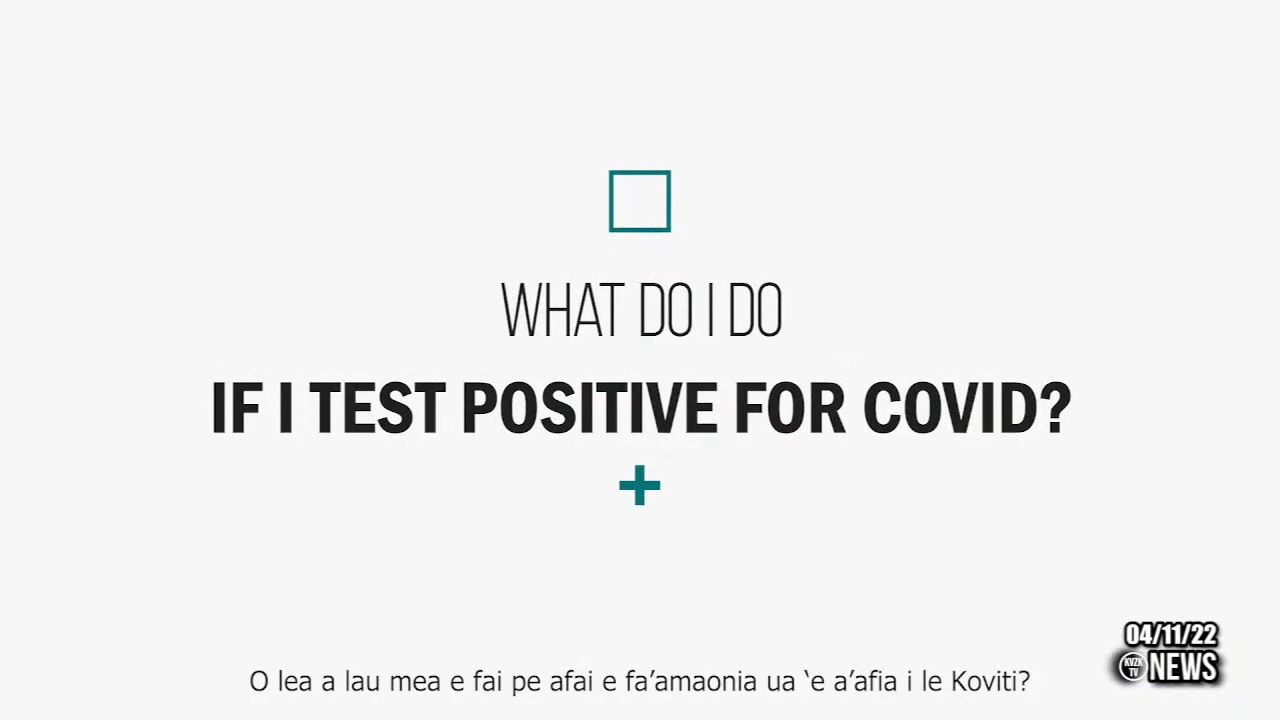 WHAT DO I DO
IF I TEST POSITIVE FOR COVID?
+
04/11/22
KVZK
TV
NEWS
O lea a lau mea e fai pe afai e fa’amaonia ua ‘e a’afia i le Koviti?